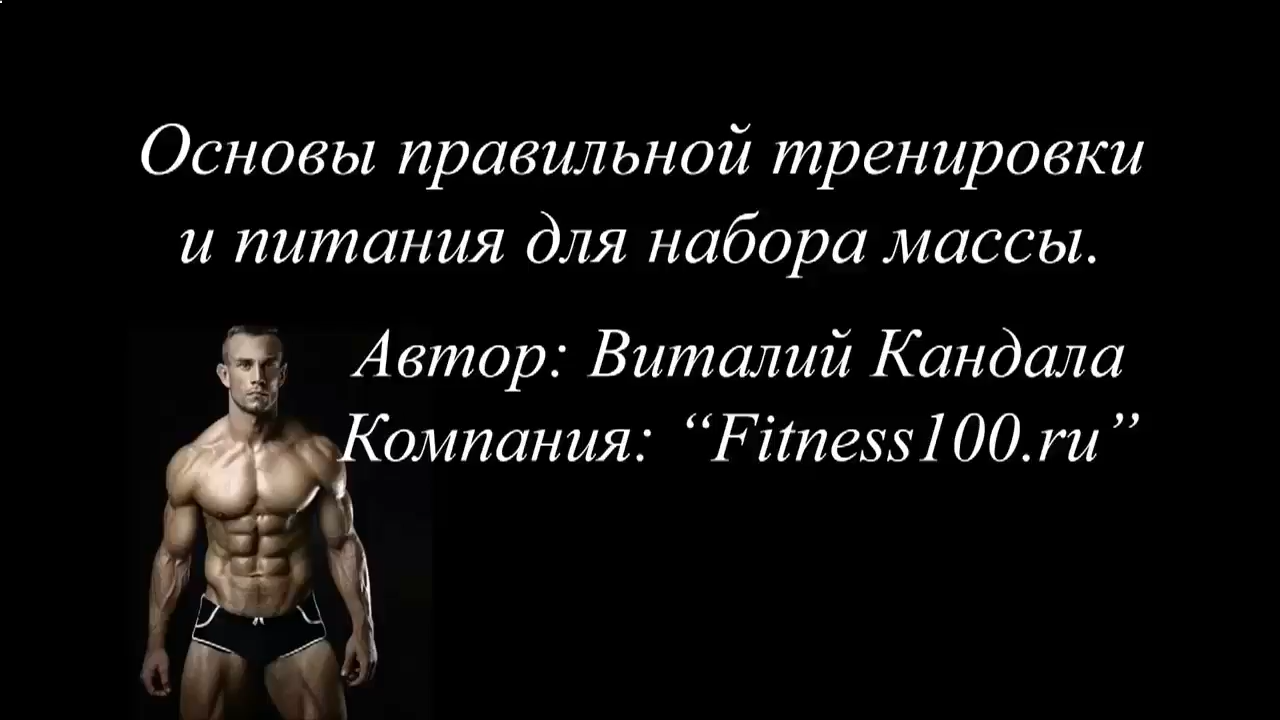 Основы правильной тренировки
и питания для набора массы.
Автор: Виталий Кандала
Компания: “Fitness100.ru”